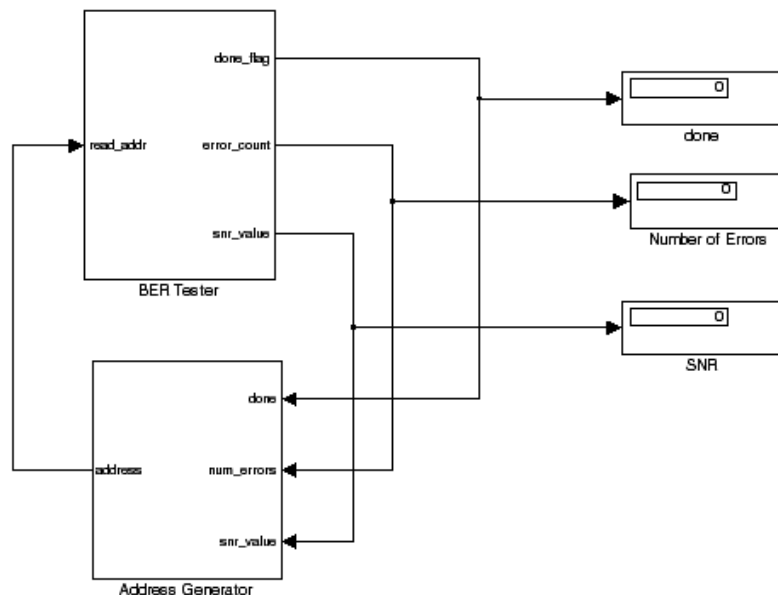 done_flag
read_addr
error_count
snr_value
BER Tester
0
done
0
Number of Errors
0
SNR
done
address
num_errors
snr_value
Address Generator